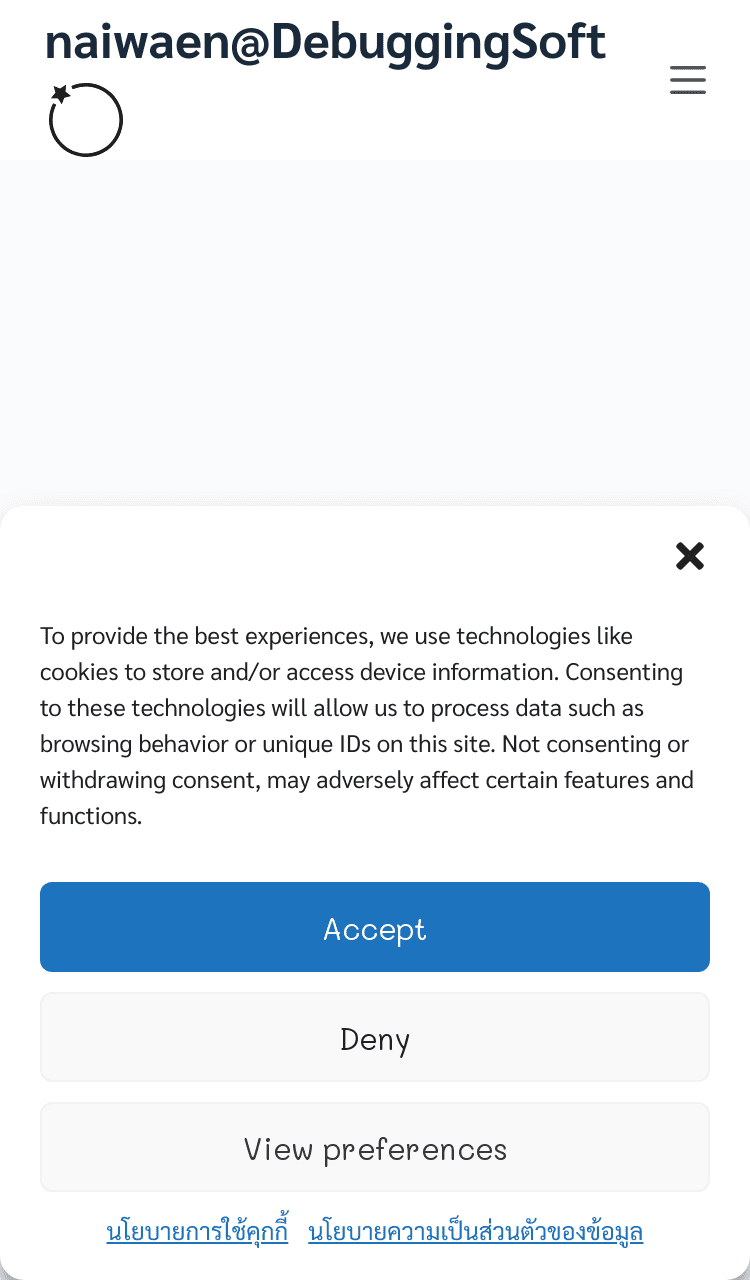 naiwaen@DebuggingSoft
To provide the best experiences, we use technologies like
cookies to store and/or access device information. Consenting
to these technologies will allow us to process data such as
browsing behavior or unique IDs on this site. Not consenting or
withdrawing consent, may adversely affect certain features and
functions.
Accept
Deny
View preferences
นโยบายการใช้คุกกี้ นโยบายความเป็นส่วนตัวของข้อมูล